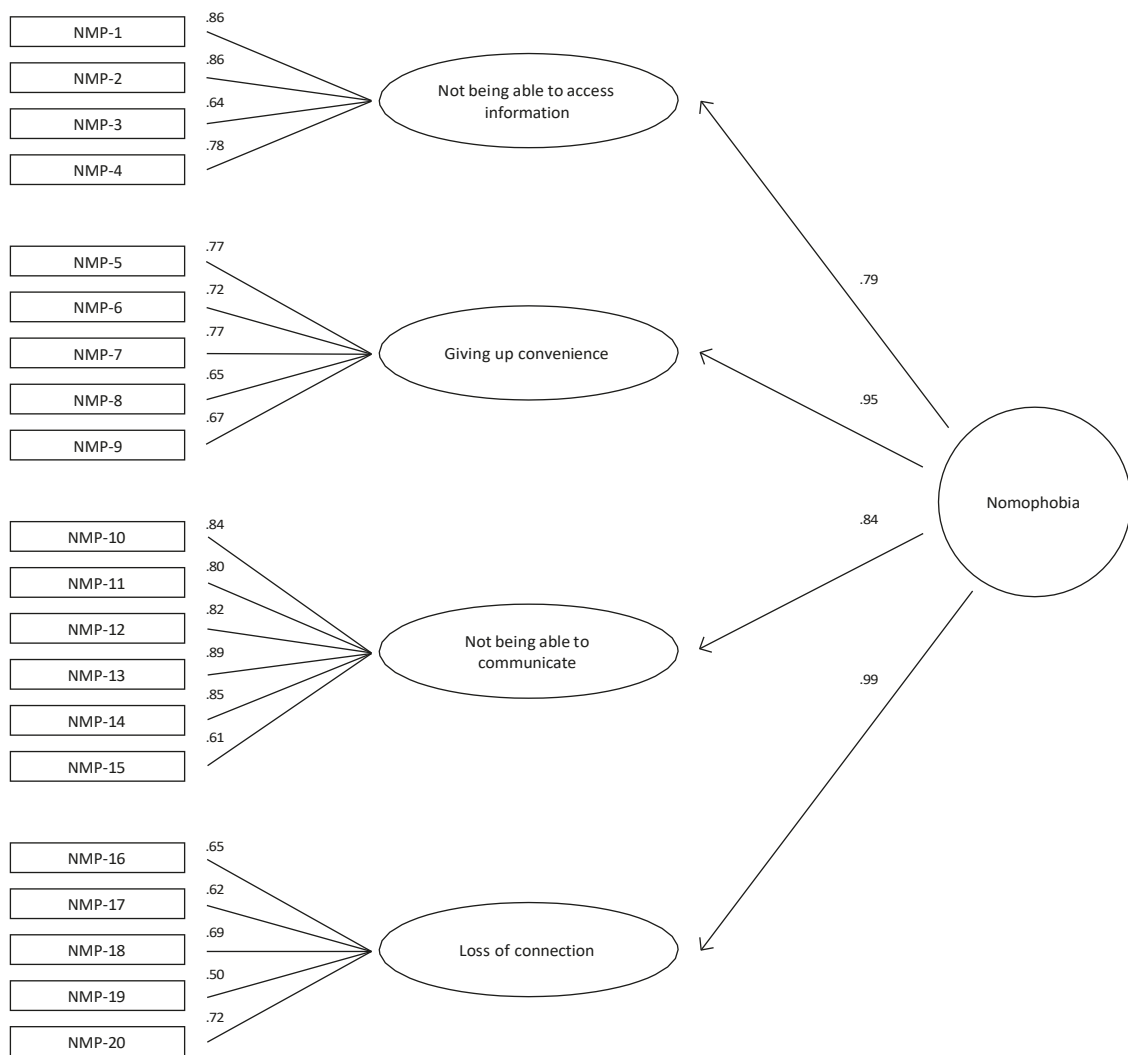 NMP-1
.86
NMP-2
.86
NMP-3
.64
NMP-4
.78
Not being able to access
information
NMP-5
.77
NMP-6
.72
NMP-7
.77
NMP-8
.65
NMP-9
.67
Giving up convenience
NMP-10
.84
NMP-11
.80
NMP-12
.82
NMP-13
.89
NMP-14
.85
NMP-15
.61
Not being able to
communicate
NMP-16
.65
NMP-17
.62
NMP-18
.69
NMP-19
.50
NMP-20
.72
Loss of connection
.79
.95
.84
.99
Nomophobia